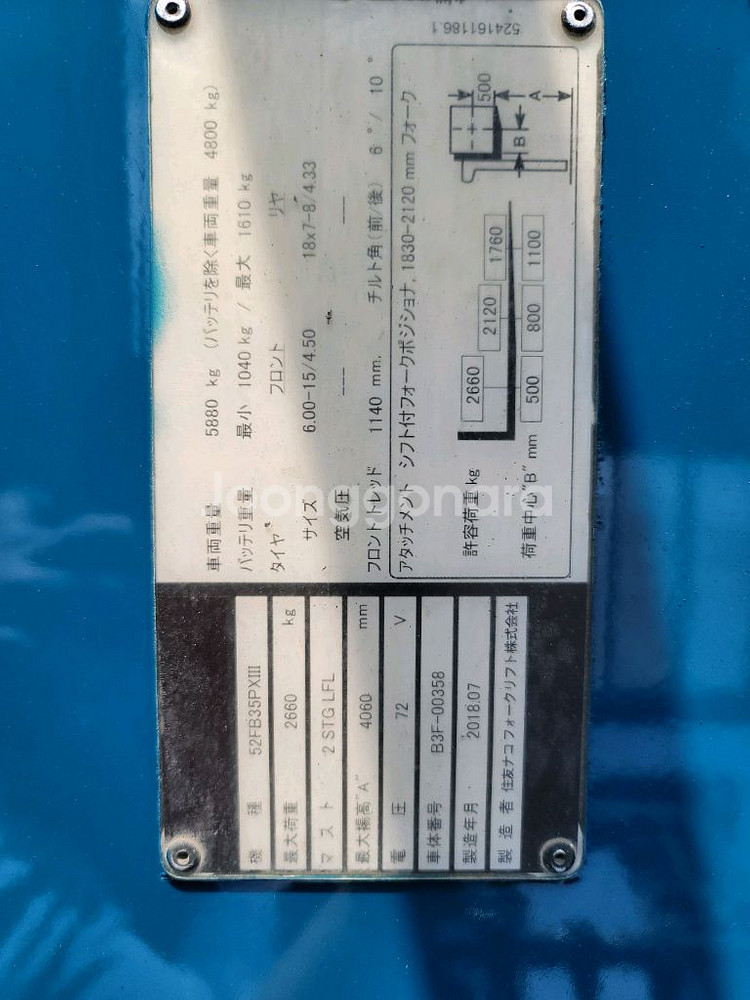 機種 52FB35PXIII
最大荷重 2660 kg
マスト 2 STG LFL
最大揚高"A" 4060 mm
電圧 72 V
車体番号 B3F-00358
製造年月 2018.07
製造者 住友ナコフォークリフト株式会社
車両重量 5880 kg (バッテリを除く車両重量 4800 kg)
バッテリ重量 最小 1040 kg / 最大 1610 kg
タイヤ フロント リヤ
サイズ 6.00-15/4.50 18x7-8/4.33
空気圧 --- ---
フロントトレッド 1140 mm, チルト角(前/後) 6°/ 10°
アタッチメント シフト付フォークポジショナ, 1830-2120 mm フォーク
許容荷重 kg 2660 2120 1760
荷重中心"B" mm 500 800 1100
500
A
B
524161186.1
Joonggonara